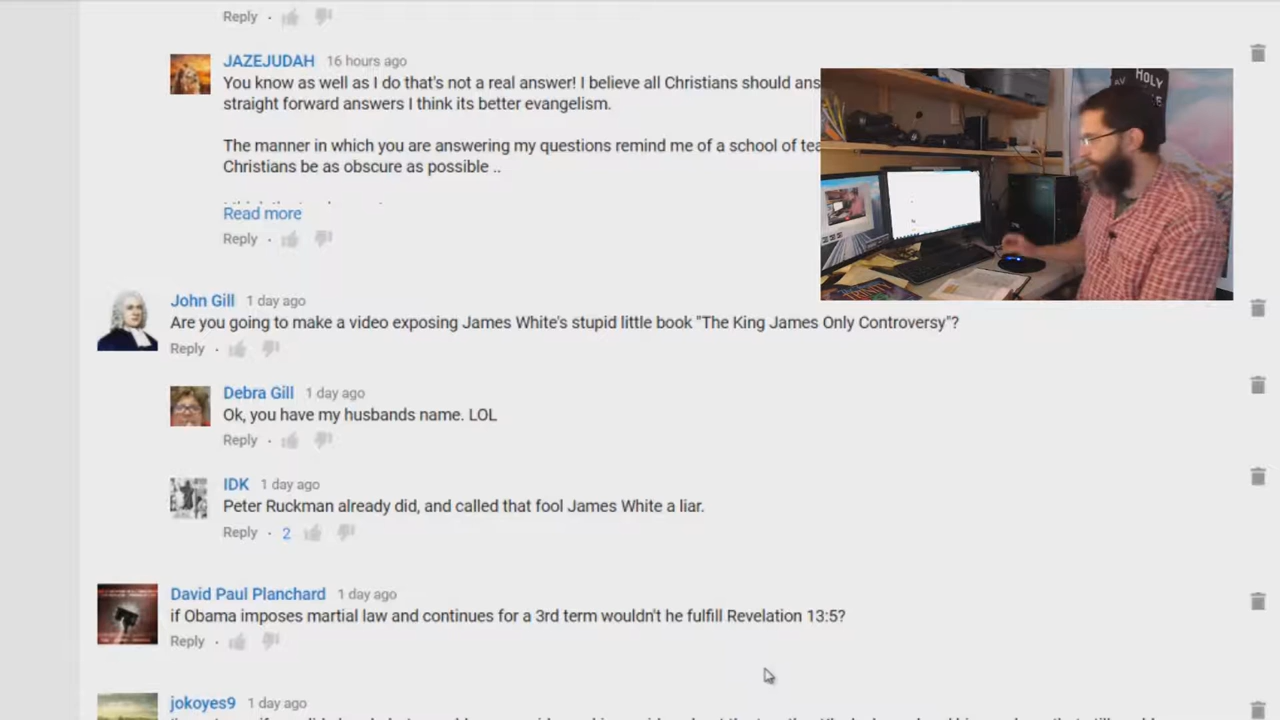 Reply ·
JAZEJUDAH 16 hours ago
You know as well as I do that's not a real answer! I believe all Christians should ans
straight forward answers I think its better evangelism.
The manner in which you are answering my questions remind me of a school of tea
Christians be as obscure as possible ..
Read more
Reply ·
HOLY
John Gill 1 day ago
Are you going to make a video exposing James White's stupid little book "The King James Only Controversy"?
Reply ·
Debra Gill 1 day ago
Ok, you have my husbands name. LOL
Reply ·
IDK 1 day ago
Peter Ruckman already did, and called that fool James White a liar.
Reply · 2
David Paul Planchard 1 day ago
if Obama imposes martial law and continues for a 3rd term wouldn't he fulfill Revelation 13:5?
Reply ·
jokoyes9 1 day ago